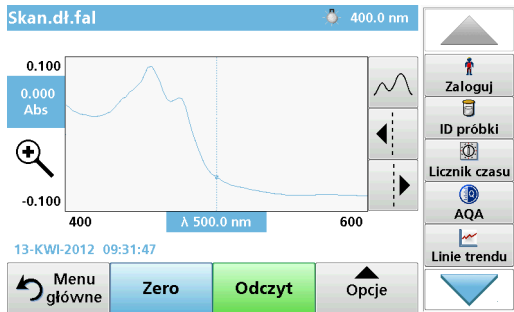 Skan.dł.fal
400.0 nm
0.100
0.000
Abs
-0.100
400
λ 500.0 nm
600
13-KWI-2012 09:31:47
Menu
główne
Zero
Odczyt
Opcje
Zaloguj
ID próbki
Licznik czasu
AQA
Linie trendu